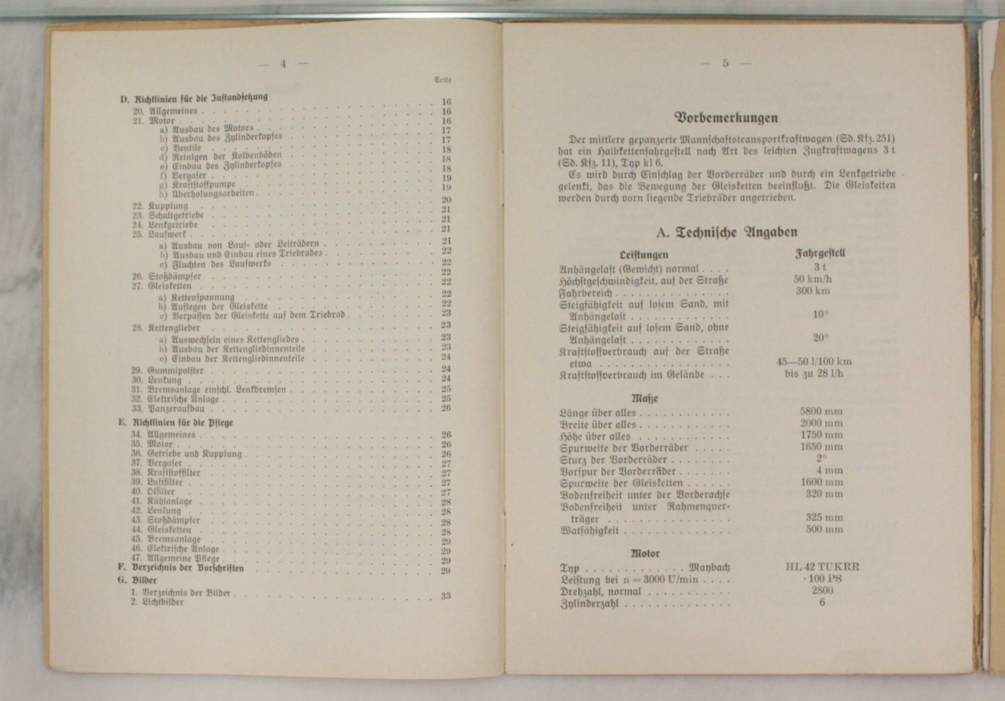 — 4 —
Seite
D. Richtlinien für die Instandsetzung 16
20. Allgemeines 16
21. Motor 16
a) Ausbau des Motors 17
b) Ausbau des Zylinderkopfes 17
c) Ventile 18
d) Reinigen der Kolbenböden 18
e) Einbau des Zylinderkopfes 18
f) Vergaser 19
g) Kraftstoffpumpe 19
h) Überholungsarbeiten
22. Kupplung 20
23. Schaltgetriebe 21
24. Lenkgetriebe 21
25. Laufwerk 21
a) Ausbau von Lauf- oder Leiträdern 21
b) Ausbau und Einbau eines Triebrades 22
c) Fluchten des Laufwerks 22
26. Stoßdämpfer 22
27. Gleisketten 22
a) Kettenspannung 22
b) Auflegen der Gleiskette 22
c) Verpassen der Gleiskette auf dem Triebrad 23
28. Kettenglieder 23
a) Auswechseln eines Kettengliedes 23
b) Ausbau der Kettengliedinnenteile 23
c) Einbau der Kettengliedinnenteile 24
29. Gummipolster 24
30. Lenkung 24
31. Bremsanlage einschl. Lenkbremsen 25
32. Elektrische Anlage 25
33. Panzeraufbau 26
E. Richtlinien für die Pflege
34. Allgemeines 26
35. Motor 26
36. Getriebe und Kupplung 26
37. Vergaser 27
38. Kraftstoffilter 27
39. Luftfilter 27
40. Ölfilter 27
41. Kühlanlage 28
42. Lenkung 28
43. Stoßdämpfer 28
44. Gleisketten 28
45. Bremsanlage 29
46. Elektrische Anlage 29
47. Allgemeine Pflege 29
F. Verzeichnis der Vorschriften 29
G. Bilder
1. Verzeichnis der Bilder 33
2. Lichtbilder
— 5 —
Vorbemerkungen
Der mittlere gepanzerte Mannschaftstransportkraftwagen (Sd. Kfz. 251)
hat ein Halbkettenfahrgestell nach Art des leichten Zugkraftwagens 3 t
(Sd. Kfz. 11), Typ kl 6.
Es wird durch Einschlag der Vorderräder und durch ein Lenkgetriebe
gelenkt, das die Bewegung der Gleisketten beeinflußt. Die Gleisketten
werden durch vorn liegende Triebräder angetrieben.
A. Technische Angaben
Leistungen Fahrgestell
Anhängelast (Gewicht) normal . . . . 3 t
Höchstgeschwindigkeit, auf der Straße 50 km/h
Fahrbereich . . . . . . . . . . . . . 300 km
Steigfähigkeit auf losem Sand, mit
Anhängelast . . . . . . . . . . . 10°
Steigfähigkeit auf losem Sand, ohne
Anhängelast . . . . . . . . . . . 20°
Kraftstoffverbrauch auf der Straße
etwa . . . . . . . . . . . . . . 45—50 l/100 km
Kraftstoffverbrauch im Gelände . . . bis zu 28 l/h
Maße
Länge über alles . . . . . . . . . . . 5800 mm
Breite über alles . . . . . . . . . . . 2000 mm
Höhe über alles . . . . . . . . . . . 1750 mm
Spurweite der Vorderräder . . . . . 1650 mm
Sturz der Vorderräder . . . . . . . . 2°
Vorspur der Vorderräder . . . . . . 4 mm
Spurweite der Gleisketten . . . . . . 1600 mm
Bodenfreiheit unter der Vorderachse 320 mm
Bodenfreiheit unter Rahmenquer-
träger . . . . . . . . . . . . . 325 mm
Watfähigkeit . . . . . . . . . . . . . 500 mm
Motor
Typ . . . . . . . . . . . . Maybach HL 42 TUKRR
Leistung bei n = 3000 U/min . . . . 100 PS
Drehzahl, normal . . . . . . . . . . 2800
Zylinderzahl . . . . . . . . . . . . . 6